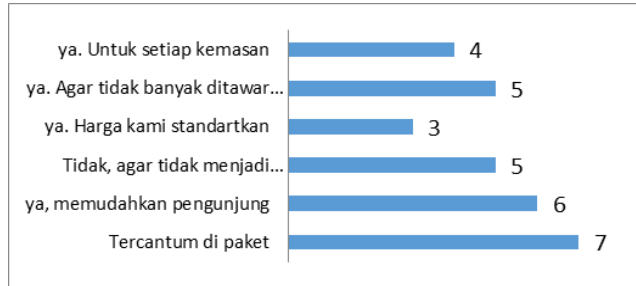 ya. Untuk setiap kemasan 4
ya. Agar tidak banyak ditawar... 5
ya. Harga kami standartkan 3
Tidak, agar tidak menjadi... 5
ya, memudahkan pengunjung 6
Tercantum di paket 7